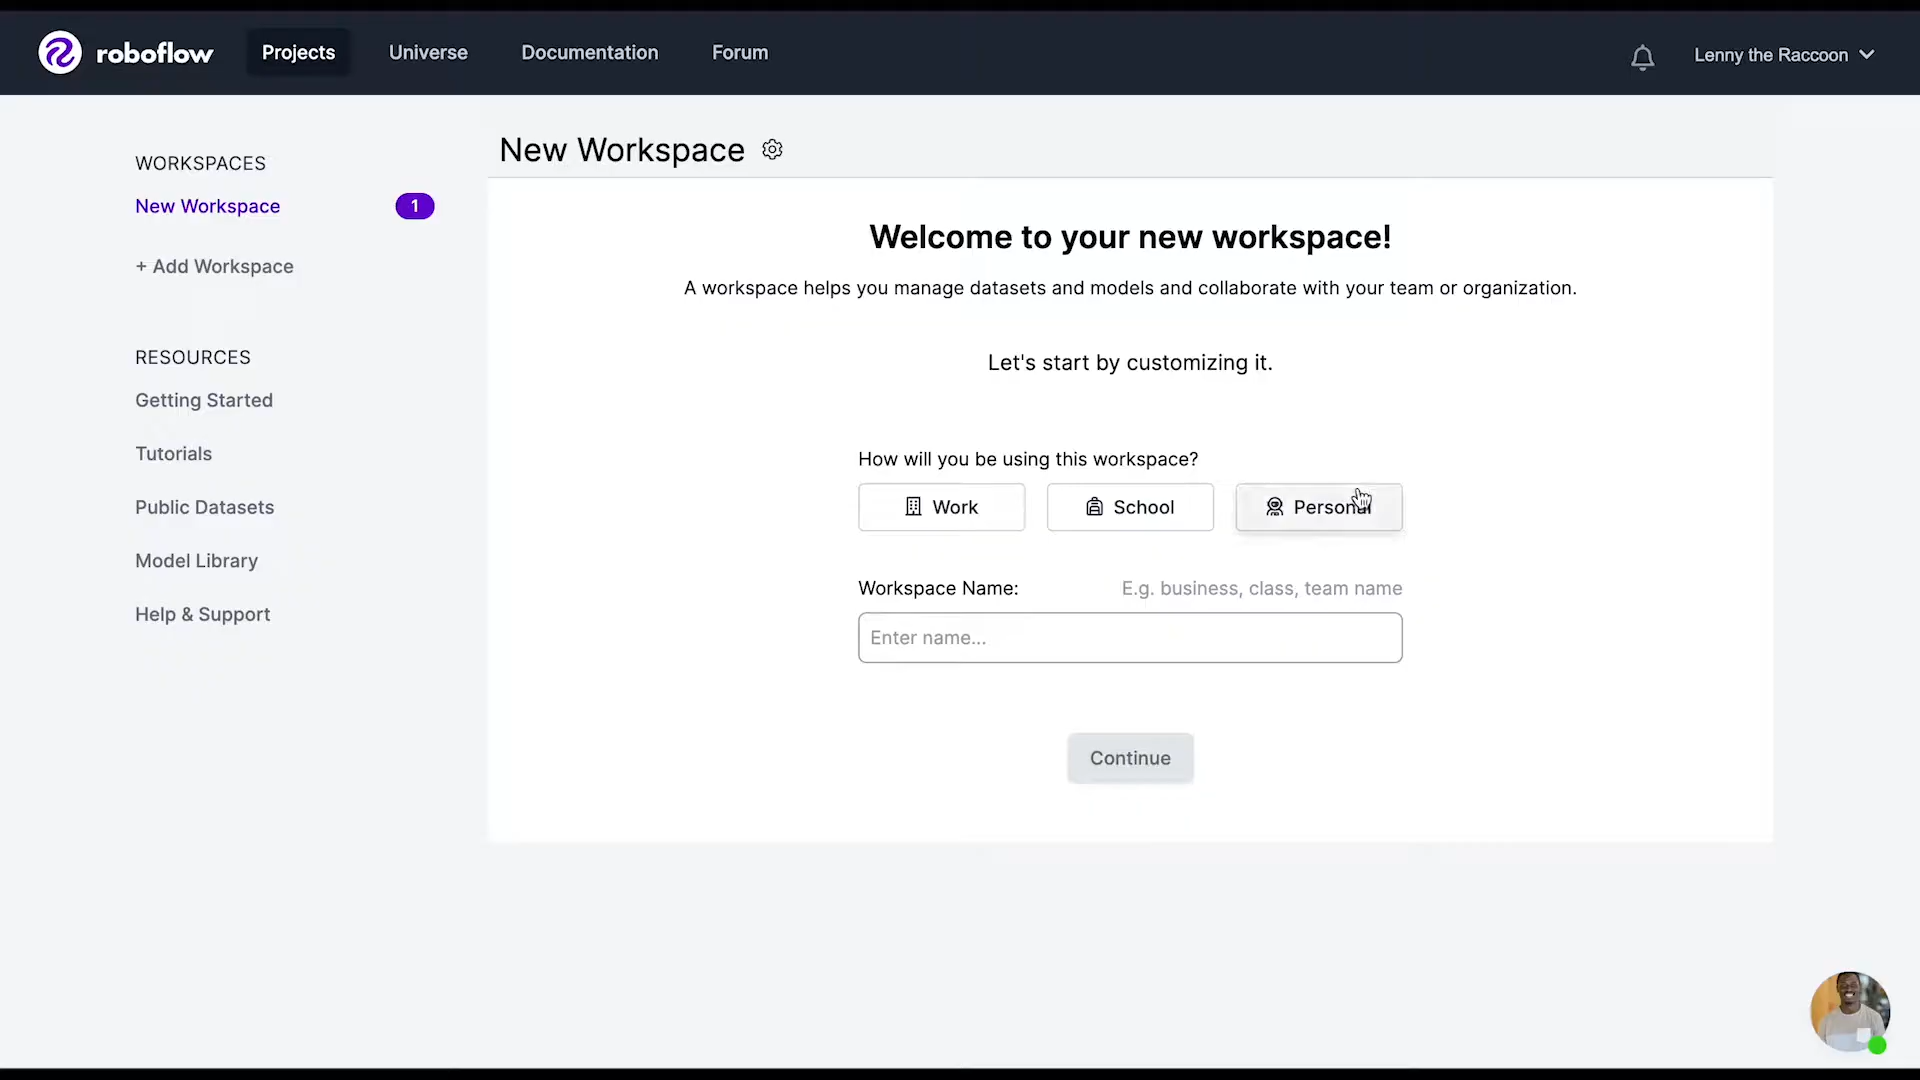 roboflow
Projects
Universe
Documentation
Forum
Lenny the Raccoon
WORKSPACES
New Workspace
1
+ Add Workspace
RESOURCES
Getting Started
Tutorials
Public Datasets
Model Library
Help & Support
New Workspace
Welcome to your new workspace!
A workspace helps you manage datasets and models and collaborate with your team or organization.
Let's start by customizing it.
How will you be using this workspace?
Work
School
Personal
Workspace Name:
E.g. business, class, team name
Enter name...
Continue